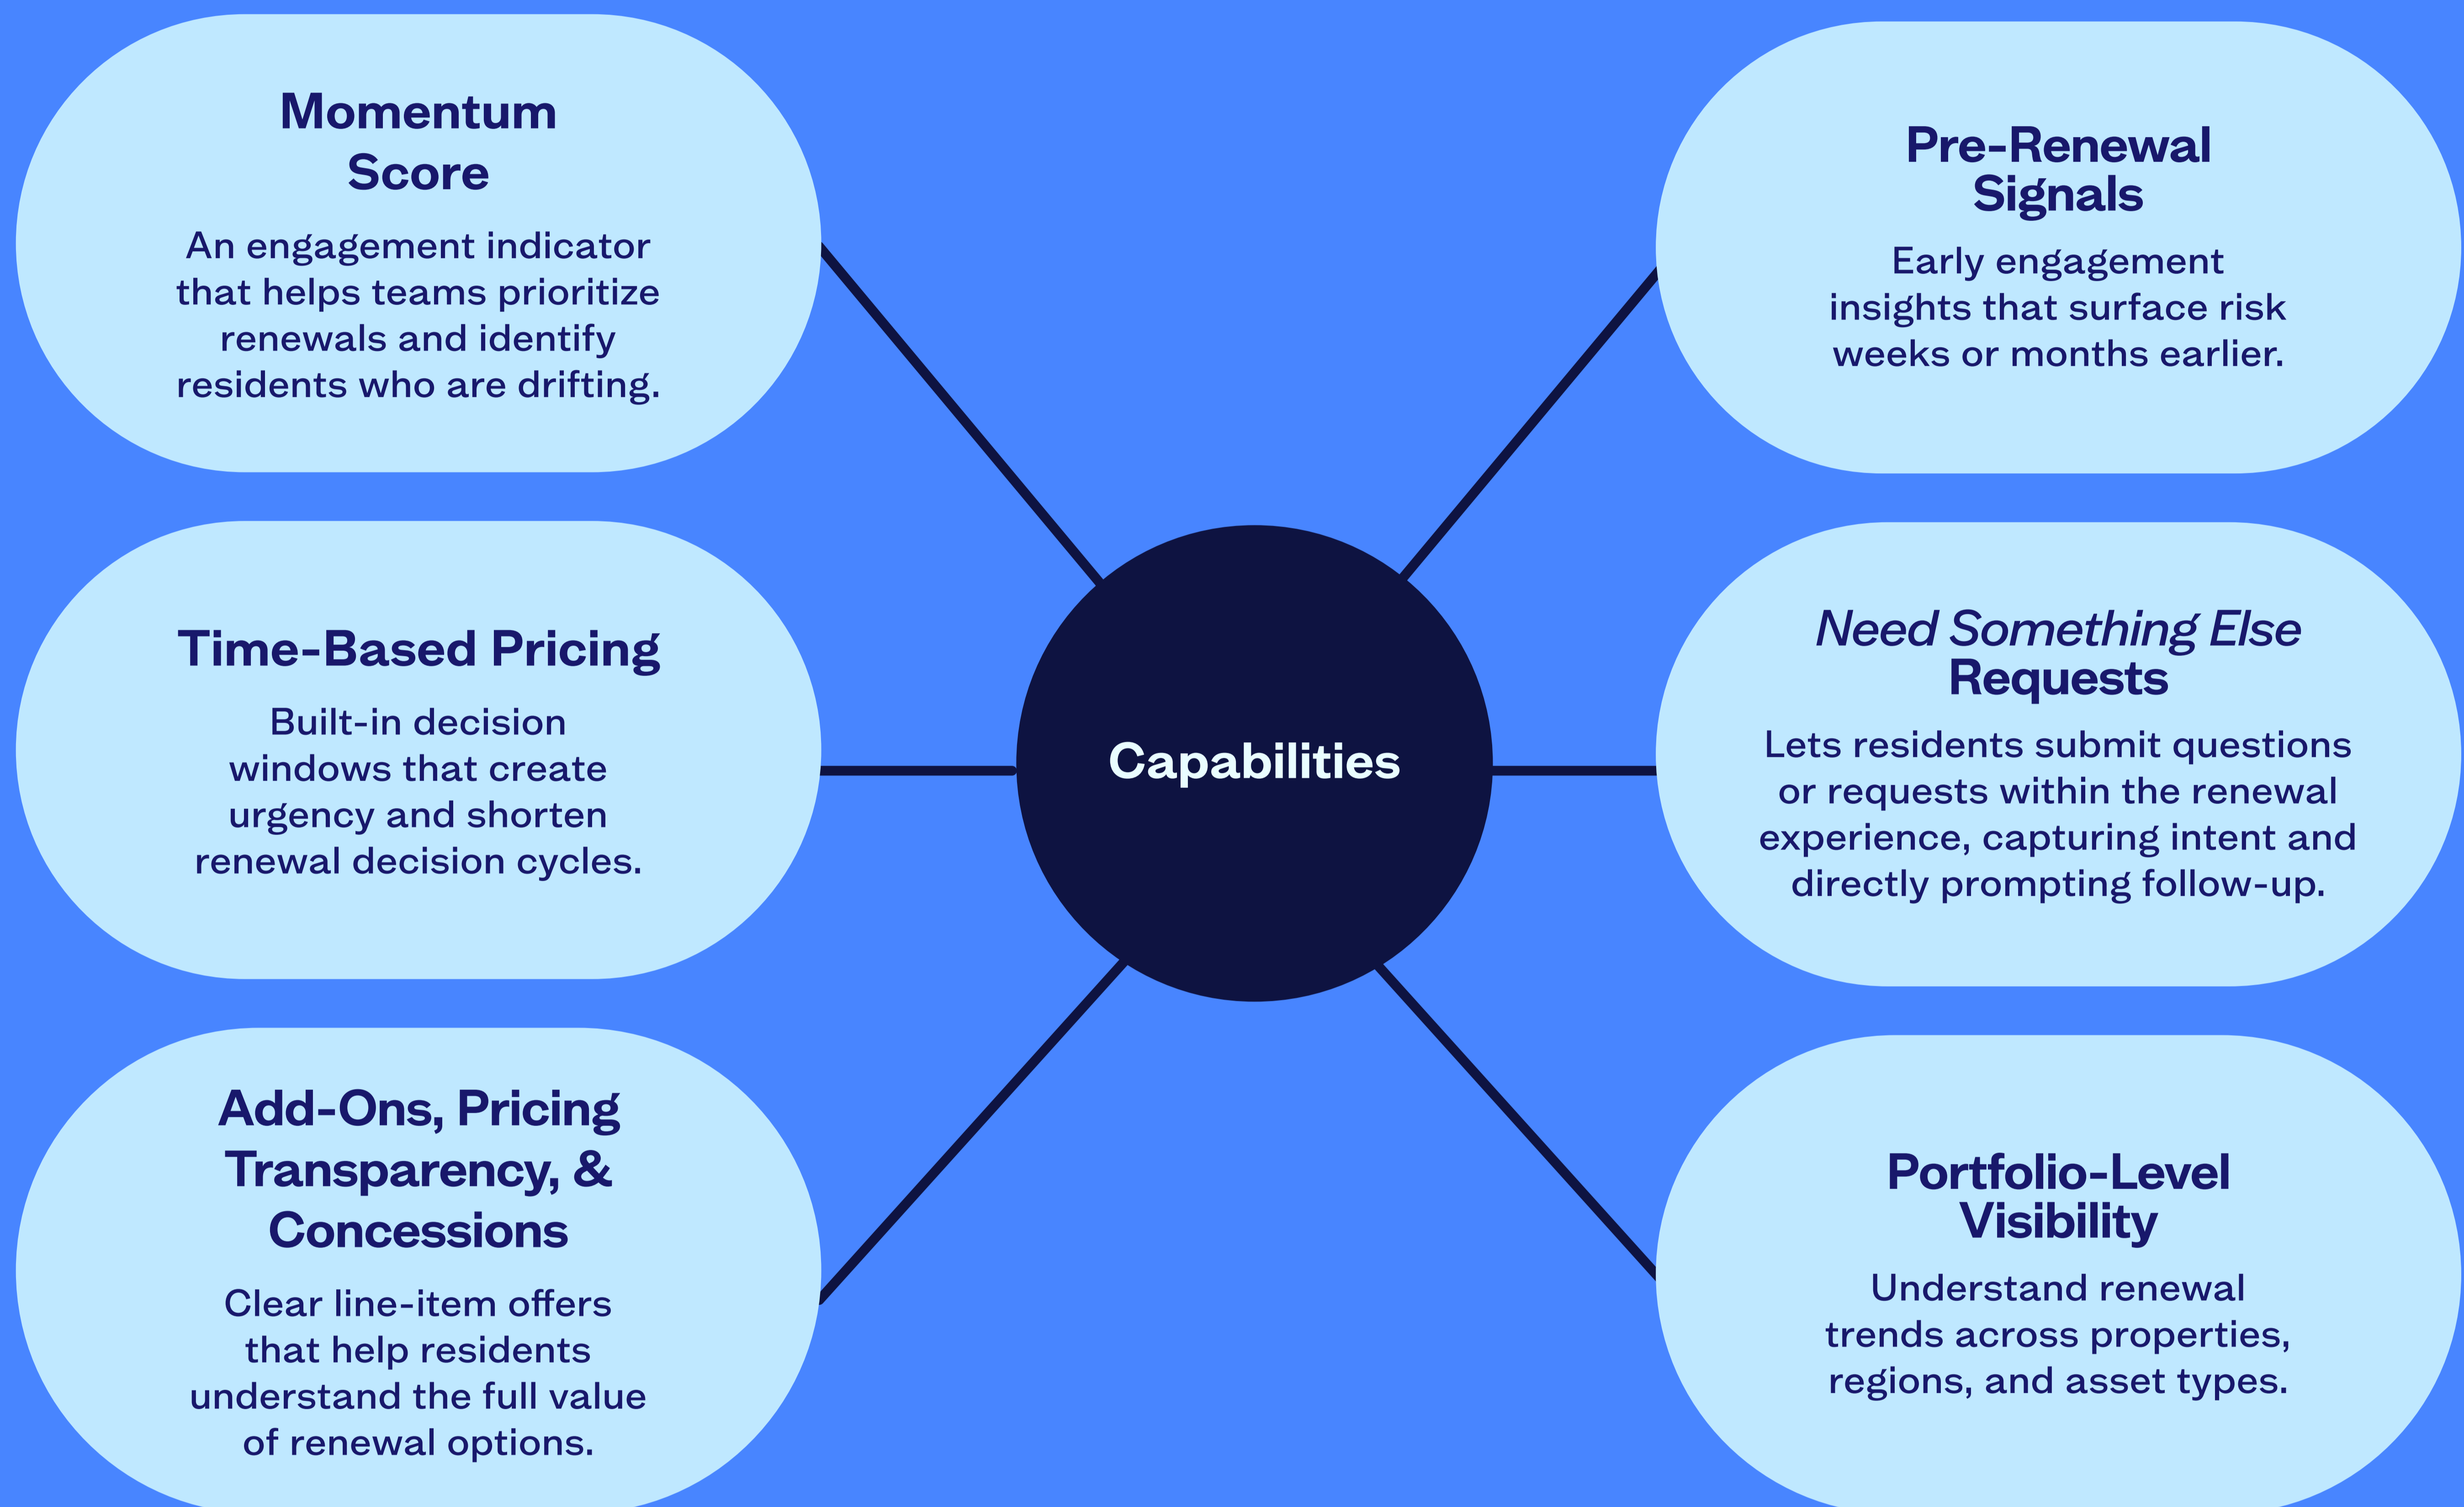 Momentum
Score
An engagement indicator
that helps teams prioritize
renewals and identify
residents who are drifting.
Time-Based Pricing
Built-in decision
windows that create
urgency and shorten
renewal decision cycles.
Add-Ons, Pricing
Transparency, &
Concessions
Clear line-item offers
that help residents
understand the full value
of renewal options.
Capabilities
Pre-Renewal
Signals
Early engagement
insights that surface risk
weeks or months earlier.
Need Something Else
Requests
Lets residents submit questions
or requests within the renewal
experience, capturing intent and
directly prompting follow-up.
Portfolio-Level
Visibility
Understand renewal
trends across properties,
regions, and asset types.